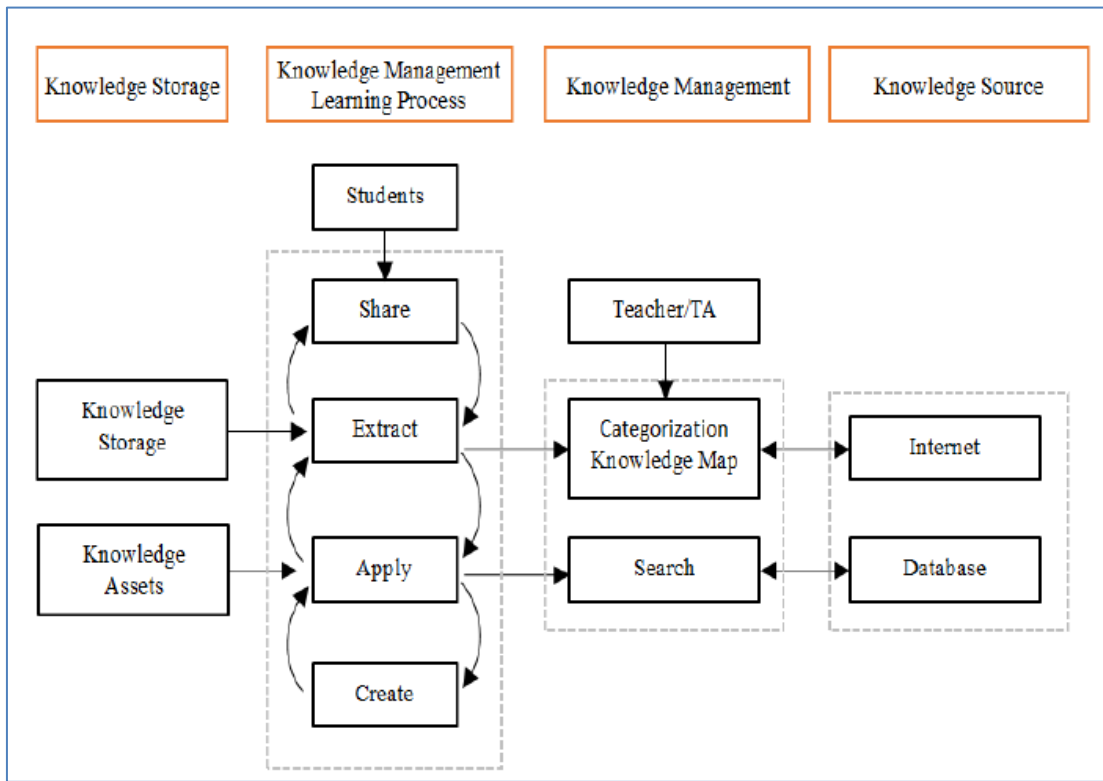 Knowledge Storage
Knowledge Management
Learning Process
Knowledge Management
Knowledge Source
Students
Share
Teacher/TA
Knowledge
Storage
Extract
Categorization
Knowledge Map
Internet
Knowledge
Assets
Apply
Search
Database
Create